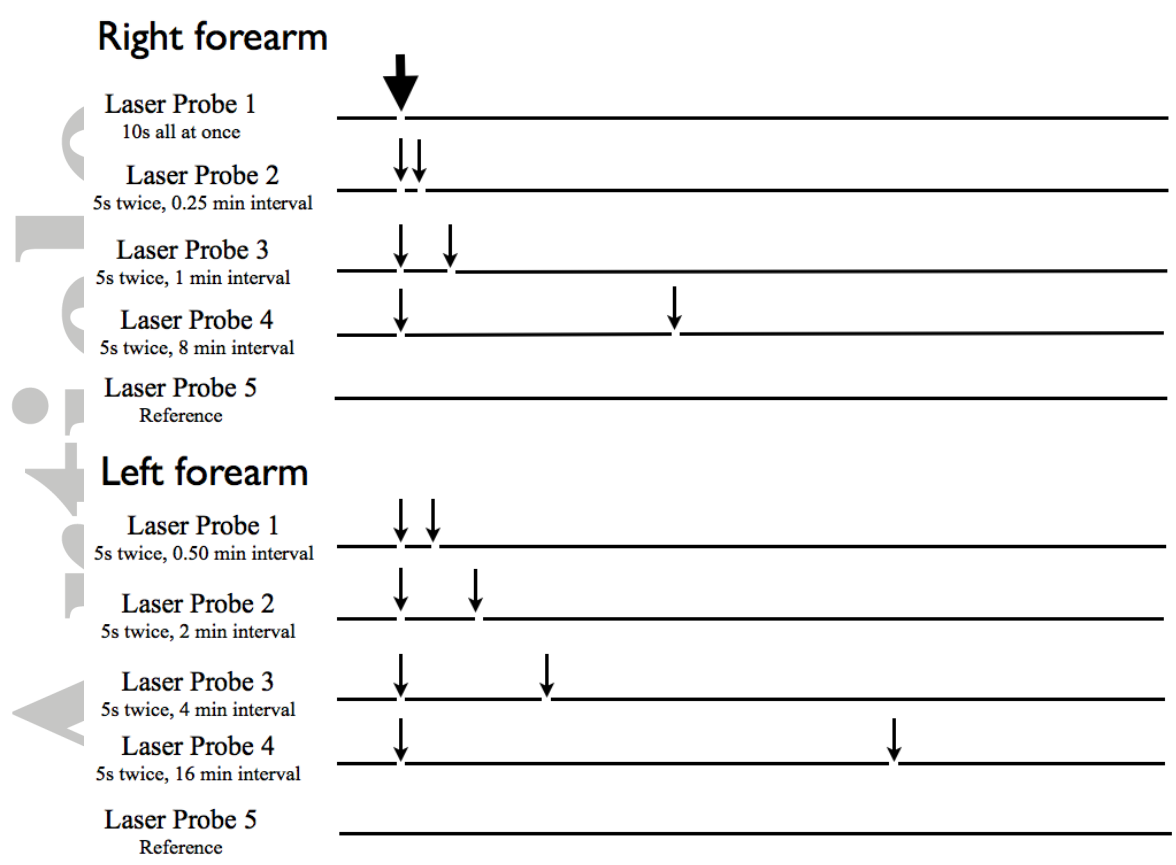 Right forearm
Laser Probe 1
10s all at once
Laser Probe 2
5s twice, 0.25 min interval
Laser Probe 3
5s twice, 1 min interval
Laser Probe 4
5s twice, 8 min interval
Laser Probe 5
Reference
Left forearm
Laser Probe 1
5s twice, 0.50 min interval
Laser Probe 2
5s twice, 2 min interval
Laser Probe 3
5s twice, 4 min interval
Laser Probe 4
5s twice, 16 min interval
Laser Probe 5
Reference